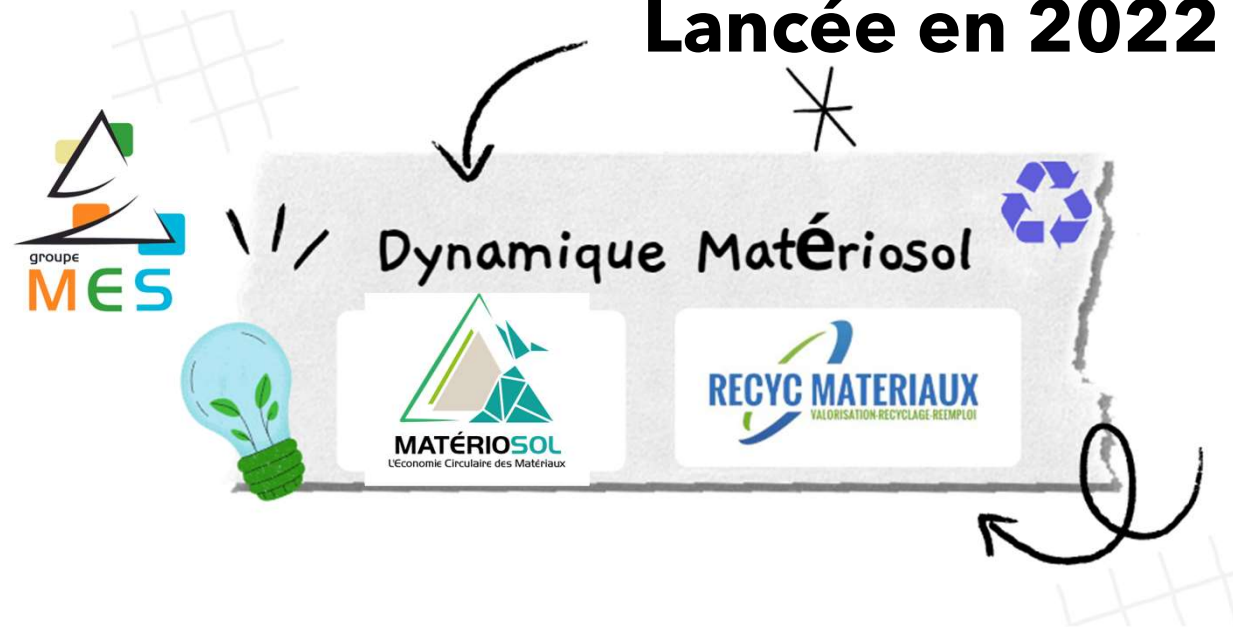 Lancée en 2022
groupe
MES
Dynamique Matériosol
MATÉRIOSOL
L'Economie Circulaire des Matériaux
RECYC MATERIAUX
VALORISATION-RECYCLAGE-REEMPLOI